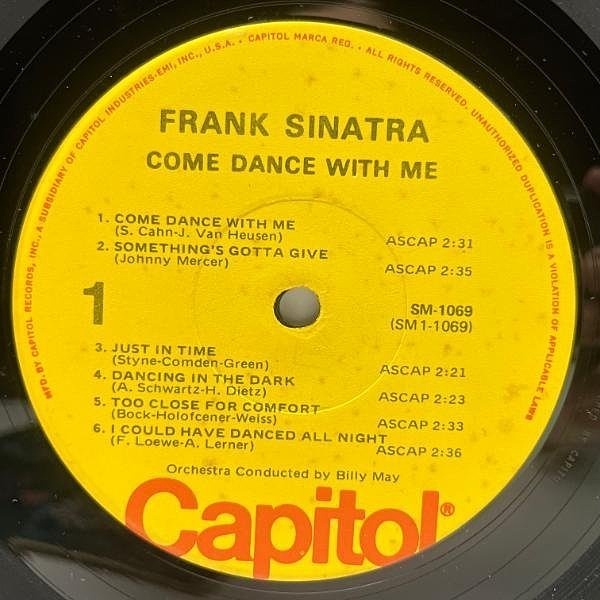 MFD. BY CAPITOL RECORDS, INC., A SUBSIDIARY OF CAPITOL INDUSTRIES-EMI, INC., U.S.A. . CAPITOL MARCA REG. . ALL RIGHTS RESERVED. UNAUTHORIZED DUPLICATION IS A VIOLATION OF APPLICABLE LAWS
FRANK SINATRA
COME DANCE WITH ME
1. COME DANCE WITH ME
(S. Cahn-J. Van Heusen) ASCAP 2:31
2. SOMETHING'S GOTTA GIVE
(Johnny Mercer) ASCAP 2:35
1
SM-1069
(SM1-1069)
3. JUST IN TIME
(Styne-Comden-Green) ASCAP 2:21
4. DANCING IN THE DARK
(A. Schwartz-H. Dietz) ASCAP 2:23
5. TOO CLOSE FOR COMFORT
(Bock-Holofcener-Weiss) ASCAP 2:33
6. I COULD HAVE DANCED ALL NIGHT
(F. Loewe-A. Lerner) ASCAP 2:36
Orchestra Conducted by Billy May
Capitol®